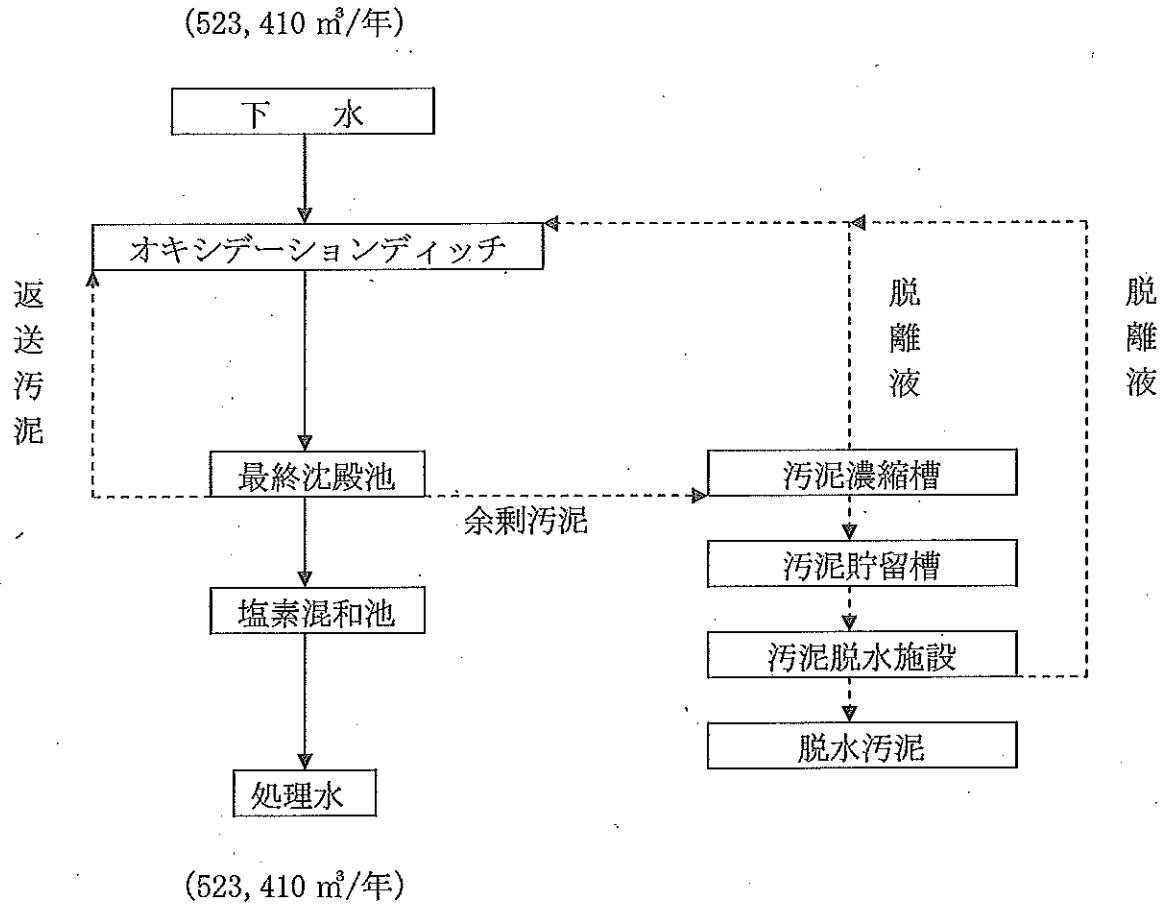 (523,410 ㎥/年)
下　水
オキシデーションディッチ
返送汚泥
脱離液
脱離液
最終沈殿池
余剰汚泥
汚泥濃縮槽
汚泥貯留槽
塩素混和池
汚泥脱水施設
脱水汚泥
処理水
(523,410 ㎥/年)